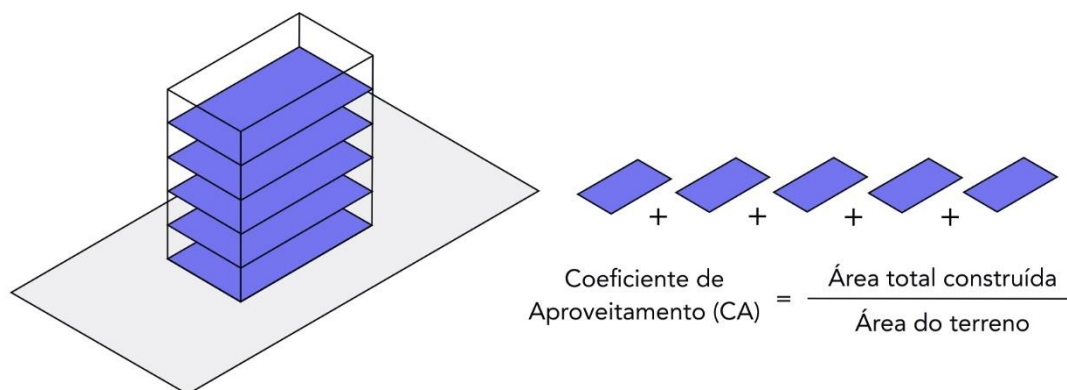 + + + +
Coeficiente de
Aproveitamento (CA) = Área total construída
Área do terreno